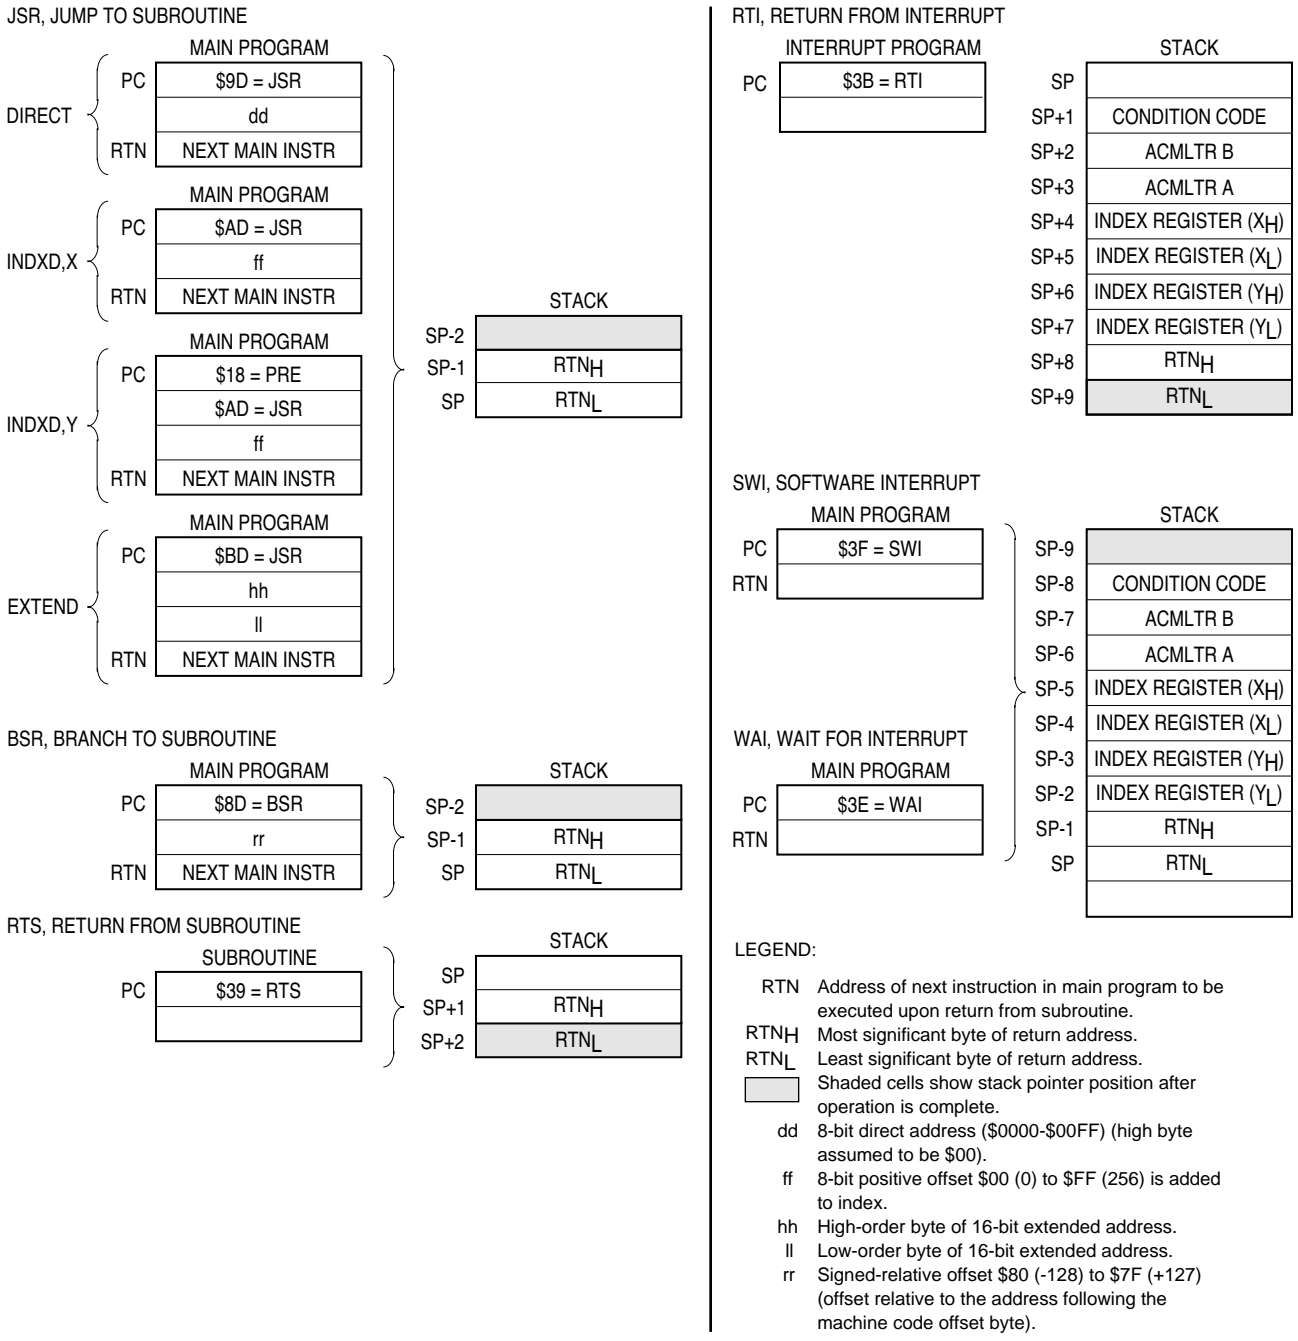 JSR, JUMP TO SUBROUTINE
MAIN PROGRAM
DIRECT
PC $9D = JSR
dd
RTN NEXT MAIN INSTR
MAIN PROGRAM
INDXD,X
PC $AD = JSR
ff
RTN NEXT MAIN INSTR
MAIN PROGRAM
INDXD,Y
PC $18 = PRE
$AD = JSR
ff
RTN NEXT MAIN INSTR
MAIN PROGRAM
EXTEND
PC $BD = JSR
hh
ll
RTN NEXT MAIN INSTR
STACK
SP-2
SP-1 RTNH
SP RTNL
BSR, BRANCH TO SUBROUTINE
MAIN PROGRAM
PC $8D = BSR
rr
RTN NEXT MAIN INSTR
STACK
SP-2
SP-1 RTNH
SP RTNL
RTS, RETURN FROM SUBROUTINE
SUBROUTINE
PC $39 = RTS
STACK
SP
SP+1 RTNH
SP+2 RTNL
RTI, RETURN FROM INTERRUPT
INTERRUPT PROGRAM
PC $3B = RTI
STACK
SP
SP+1 CONDITION CODE
SP+2 ACMLTR B
SP+3 ACMLTR A
SP+4 INDEX REGISTER (XH)
SP+5 INDEX REGISTER (XL)
SP+6 INDEX REGISTER (YH)
SP+7 INDEX REGISTER (YL)
SP+8 RTNH
SP+9 RTNL
SWI, SOFTWARE INTERRUPT
MAIN PROGRAM
PC $3F = SWI
RTN
WAI, WAIT FOR INTERRUPT
MAIN PROGRAM
PC $3E = WAI
RTN
STACK
SP-9
SP-8 CONDITION CODE
SP-7 ACMLTR B
SP-6 ACMLTR A
SP-5 INDEX REGISTER (XH)
SP-4 INDEX REGISTER (XL)
SP-3 INDEX REGISTER (YH)
SP-2 INDEX REGISTER (YL)
SP-1 RTNH
SP RTNL
LEGEND:
RTN Address of next instruction in main program to be
executed upon return from subroutine.
RTNH Most significant byte of return address.
RTNL Least significant byte of return address.
Shaded cells show stack pointer position after
operation is complete.
dd 8-bit direct address ($0000-$00FF) (high byte
assumed to be $00).
ff 8-bit positive offset $00 (0) to $FF (256) is added
to index.
hh High-order byte of 16-bit extended address.
ll Low-order byte of 16-bit extended address.
rr Signed-relative offset $80 (-128) to $7F (+127)
(offset relative to the address following the
machine code offset byte).